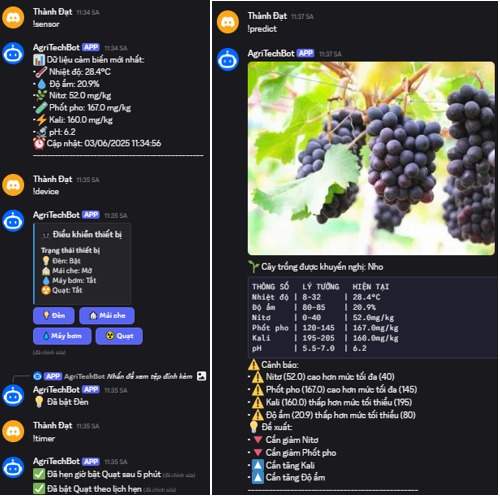 Thành Đạt 11:34 SA
!sensor
AgriTechBot APP 11:34 SA
Dữ liệu cảm biến mới nhất:
• Nhiệt độ: 28.4°C
• Độ ẩm: 20.9%
• Nitơ: 52.0 mg/kg
• Phốt pho: 167.0 mg/kg
• Kali: 160.0 mg/kg
• pH: 6.2
Cập nhật: 03/06/2025 11:34:56
Thành Đạt 11:35 SA
!device
AgriTechBot APP 11:35 SA
Điều khiển thiết bị
Trạng thái thiết bị
Đèn: Bật
Mái che: Mở
Máy bơm: Tắt
Quạt: Tắt
Đèn
Mái che
Máy bơm
Quạt
(đã chỉnh sửa)
APP AgriTechBot Nhấn để xem tệp đính kèm
AgriTechBot APP 11:35 SA
Đã bật Đèn
Thành Đạt 11:35 SA
!timer
AgriTechBot APP 11:35 SA
Đã hẹn giờ bật Quạt sau 5 phút (đã chỉnh sửa)
Đã bật Quạt theo lịch hẹn (đã chỉnh sửa)
Thành Đạt 11:37 SA
!predict
AgriTechBot APP 11:37 SA
Cây trồng được khuyến nghị: Nho
THÔNG SỐ | LÝ TƯỞNG | HIỆN TẠI
Nhiệt độ | 8-32 | 28.4°C
Độ ẩm | 80-85 | 20.9%
Nitơ | 0-40 | 52.0mg/kg
Phốt pho | 120-145 | 167.0mg/kg
Kali | 195-205 | 160.0mg/kg
pH | 5.5-7.0 | 6.2
Cảnh báo:
• Nitơ (52.0) cao hơn mức tối đa (40)
• Phốt pho (167.0) cao hơn mức tối đa (145)
• Kali (160.0) thấp hơn mức tối thiểu (195)
• Độ ẩm (20.9) thấp hơn mức tối thiểu (80)
Đề xuất:
• Cần giảm Nitơ
• Cần giảm Phốt pho
• Cần tăng Kali
• Cần tăng Độ ẩm